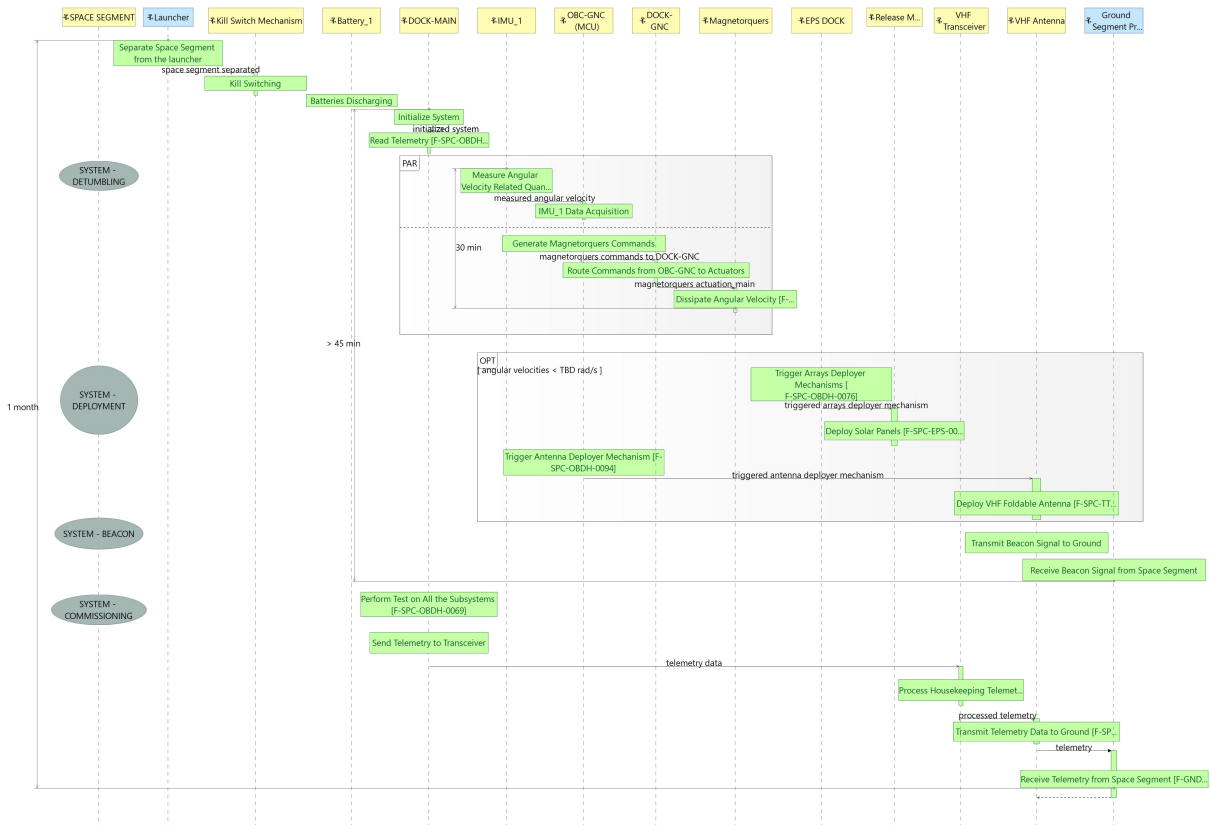 SPACE SEGMENT
Launcher
Kill Switch Mechanism
Battery_1
DOCK-MAIN
IMU_1
OBC-GNC
(MCU)
DOCK-
GNC
Magnetorquers
EPS DOCK
Release M...
VHF
Transceiver
VHF Antenna
Ground
Segment Pr...
Separate Space Segment
from the launcher
space segment separated
Kill Switching
Batteries Discharging
Initialize System
initialized system
Read Telemetry [F-SPC-OBDH...
PAR
SYSTEM -
DETUMBLING
Measure Angular
Velocity Related Quan...
measured angular velocity
IMU_1 Data Acquisition
Generate Magnetorquers Commands
30 min
magnetorquers commands to DOCK-GNC
Route Commands from OBC-GNC to Actuators
magnetorquers actuation_main
Dissipate Angular Velocity [F-...
> 45 min
OPT
[ angular velocities < TBD rad/s ]
Trigger Arrays Deployer
Mechanisms [
F-SPC-OBDH-0076]
SYSTEM -
DEPLOYMENT
1 month
triggered arrays deployer mechanism
Deploy Solar Panels [F-SPC-EPS-00...
Trigger Antenna Deployer Mechanism [F-
SPC-OBDH-0094]
triggered antenna deployer mechanism
Deploy VHF Foldable Antenna [F-SPC-TT...
SYSTEM - BEACON
Transmit Beacon Signal to Ground
Receive Beacon Signal from Space Segment
SYSTEM -
COMMISSIONING
Perform Test on All the Subsystems
[F-SPC-OBDH-0069]
Send Telemetry to Transceiver
telemetry data
Process Housekeeping Telemet...
processed telemetry
Transmit Telemetry Data to Ground [F-SP...
telemetry
Receive Telemetry from Space Segment [F-GND...